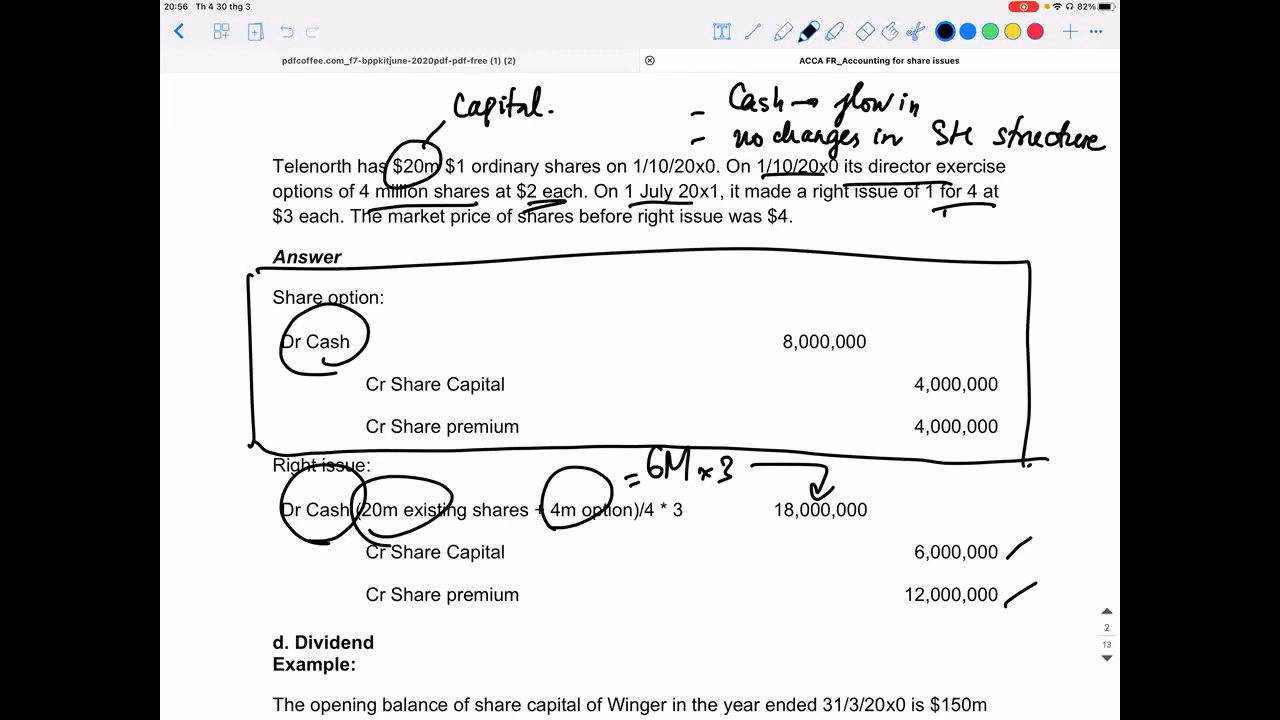 20:56 Th 4 30 thg 3
82%
pdfcoffee.com_f7-bppkitjune-2020pdf-pdf-free (1) (2)
ACCA FR_Accounting for share issues
Capital.
- Cash → flow in
- no changes in SH structure
Telenorth has $20m $1 ordinary shares on 1/10/20x0. On 1/10/20x0 its director exercise
options of 4 million shares at $2 each. On 1 July 20x1, it made a right issue of 1 for 4 at
$3 each. The market price of shares before right issue was $4.
Answer
Share option:
Dr Cash 8,000,000
Cr Share Capital 4,000,000
Cr Share premium 4,000,000
Right issue:
= 6M x 3
Dr Cash (20m existing shares + 4m option)/4 * 3 18,000,000
Cr Share Capital 6,000,000
Cr Share premium 12,000,000
2
13
d. Dividend
Example:
The opening balance of share capital of Winger in the year ended 31/3/20x0 is $150m